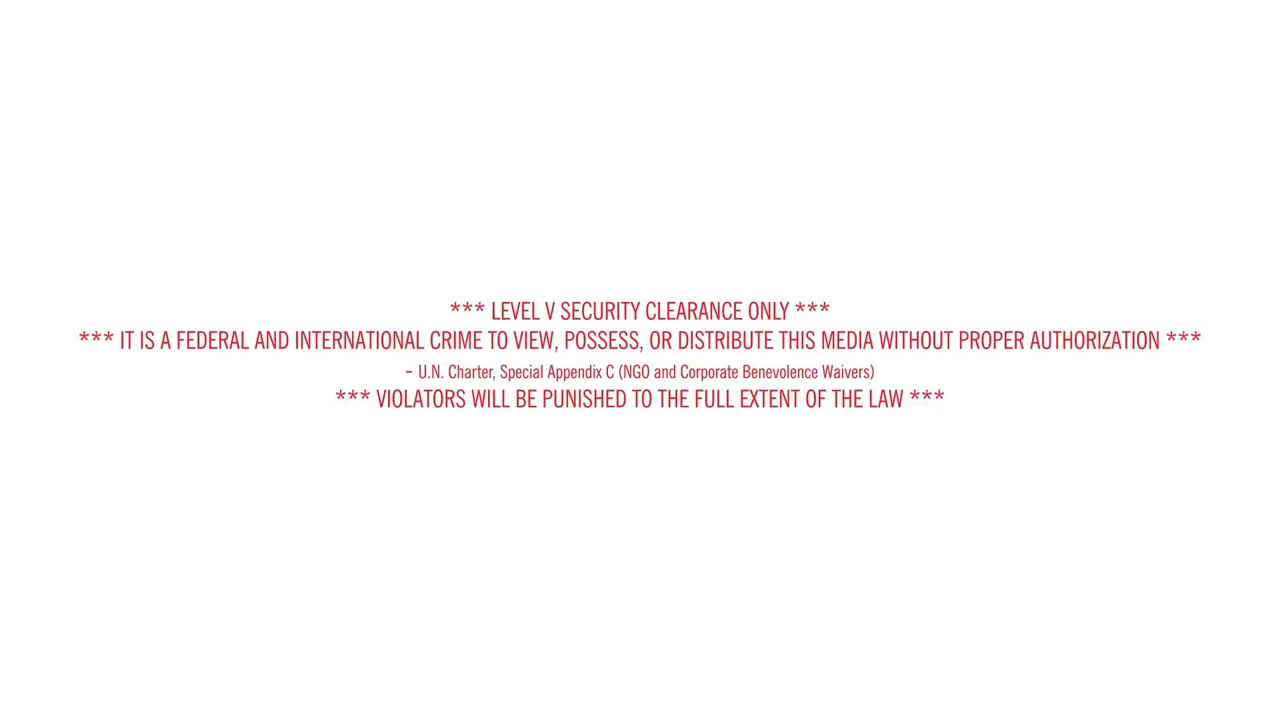 *** LEVEL V SECURITY CLEARANCE ONLY ***
*** IT IS A FEDERAL AND INTERNATIONAL CRIME TO VIEW, POSSESS, OR DISTRIBUTE THIS MEDIA WITHOUT PROPER AUTHORIZATION ***
– U.N. Charter, Special Appendix C (NGO and Corporate Benevolence Waivers)
*** VIOLATORS WILL BE PUNISHED TO THE FULL EXTENT OF THE LAW ***